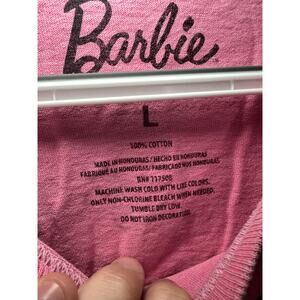 Barbie
L
100% COTTON
MADE IN HONDURAS / HECHO EN HONDURAS
FABRIQUÉ AU HONDURAS / FABRICADO NOS HONDURAS
RN# 117508
MACHINE WASH COLD WITH LIKE COLORS.
ONLY NON-CHLORINE BLEACH WHEN NEEDED.
TUMBLE DRY LOW.
DO NOT IRON DECORATION.